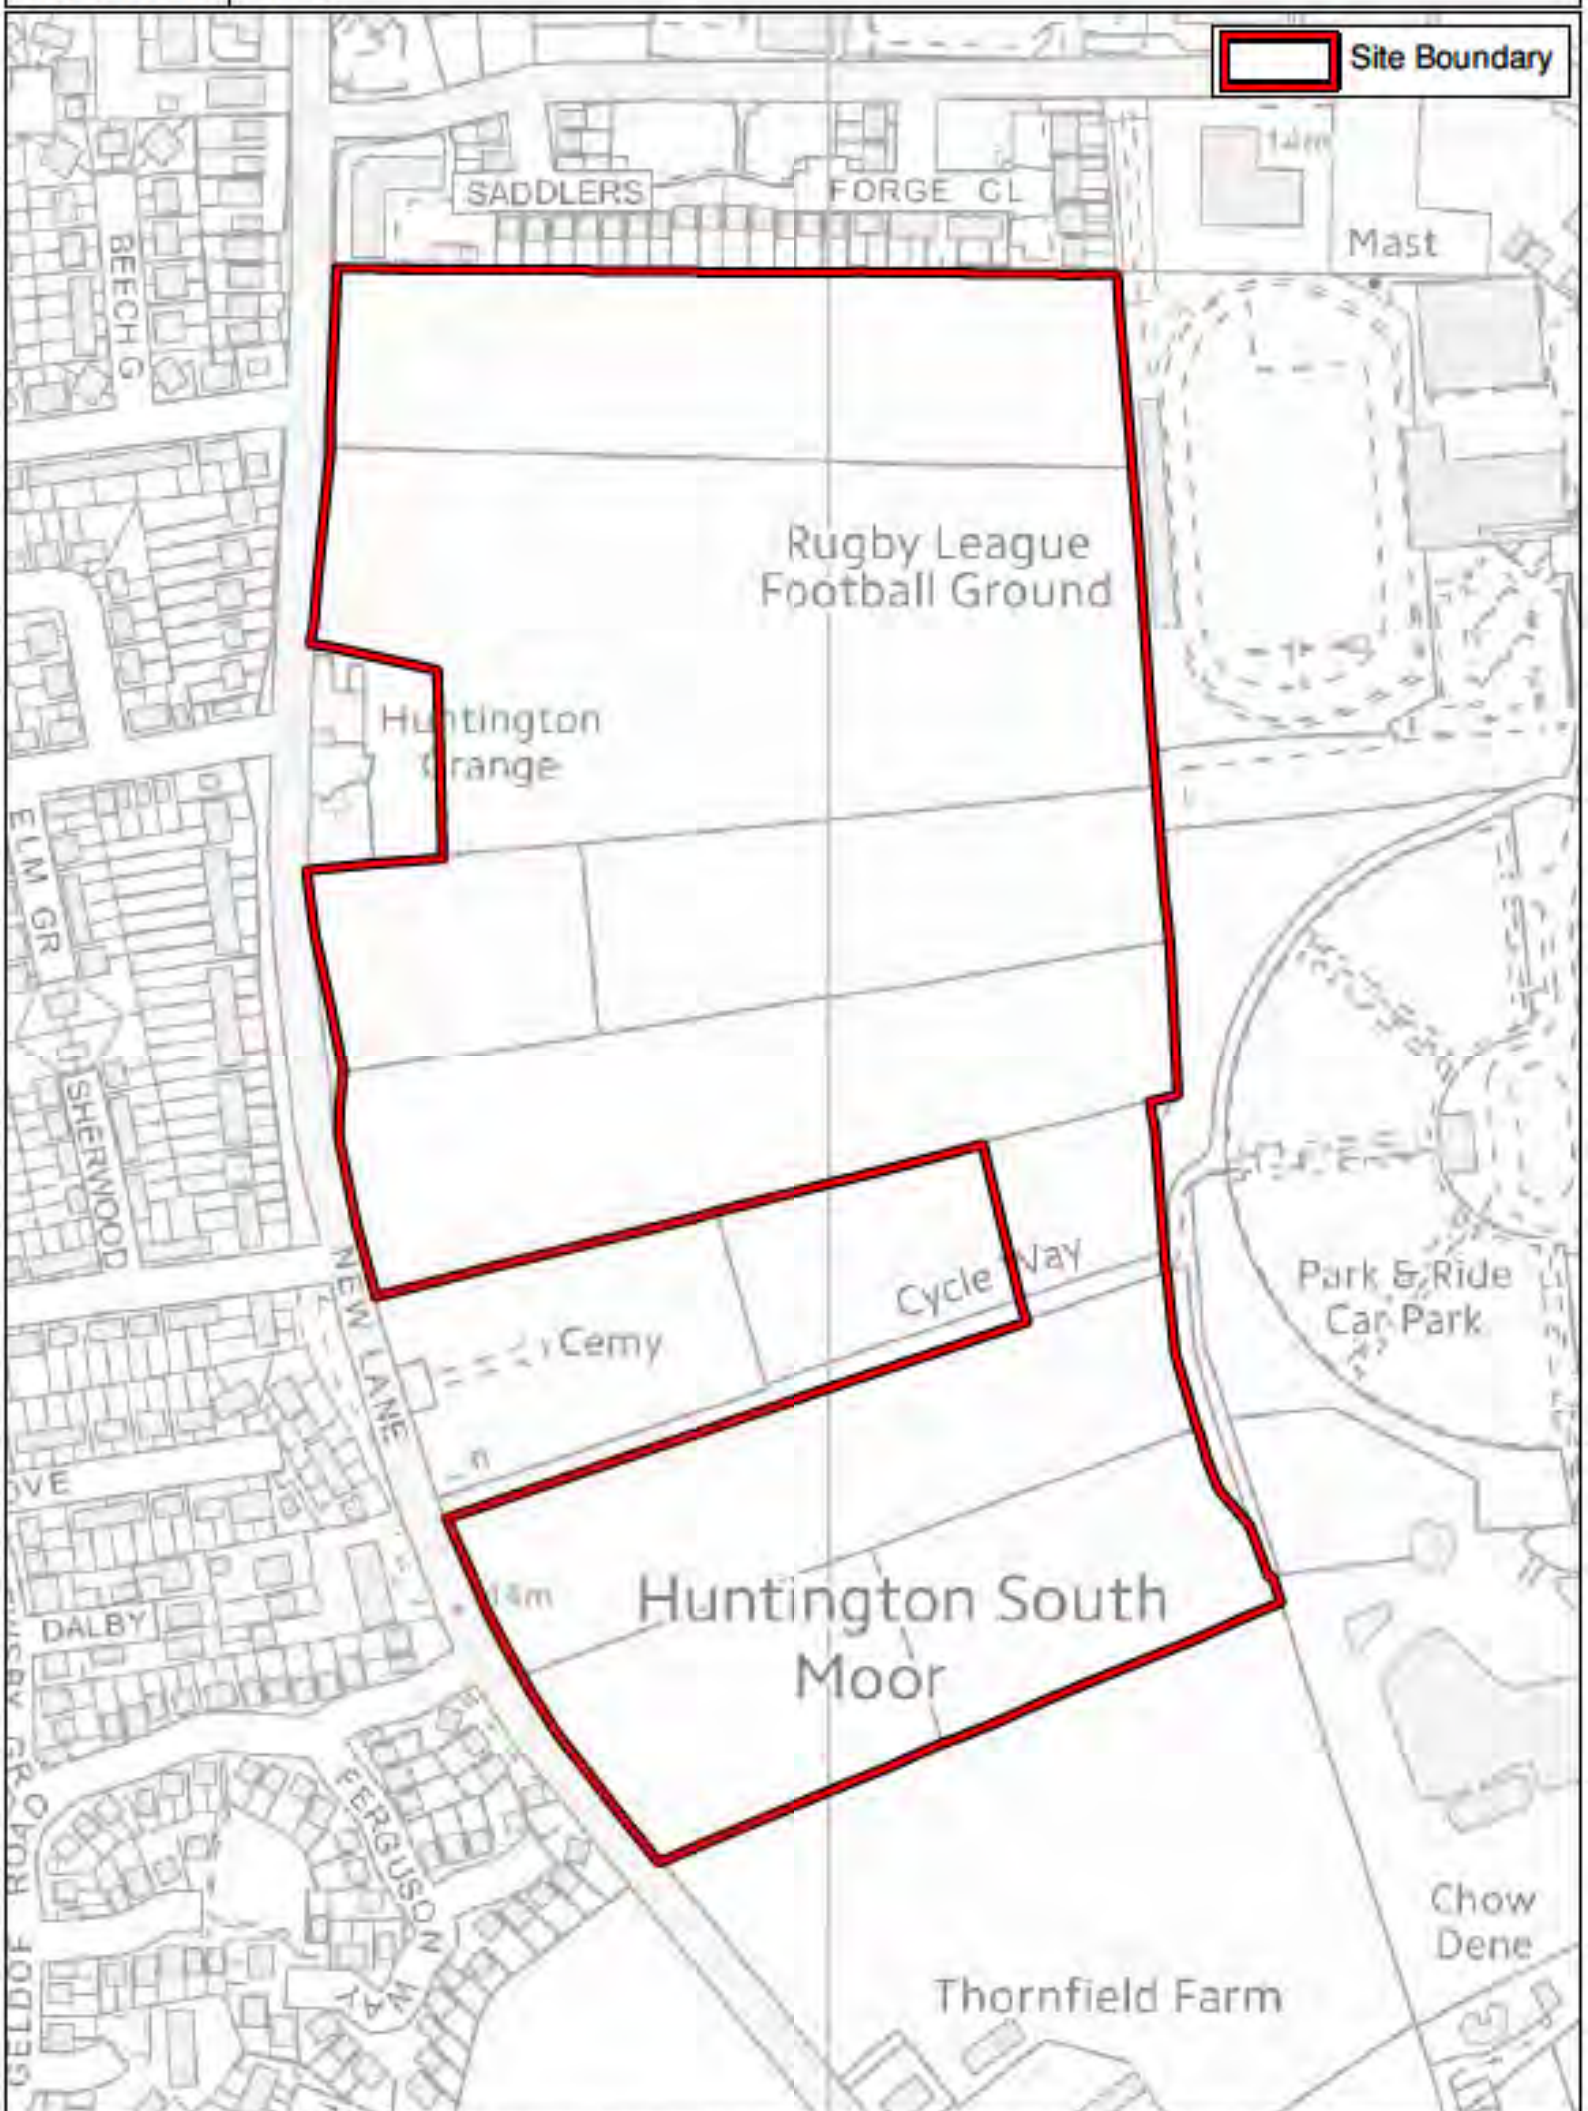 Site Boundary
14m
SADDLERS
FORGE CL
Mast
BEECH G
Rugby League
Football Ground
Huntington
Grange
ELM GR
SHERWOOD
NEW LANE
Cycle Way
Park & Ride
Car Park
Cemy
OVE
14m
DALBY
Huntington South
Moor
FERGUSON
WAY
GELDOF ROAD
Chow
Dene
Thornfield Farm